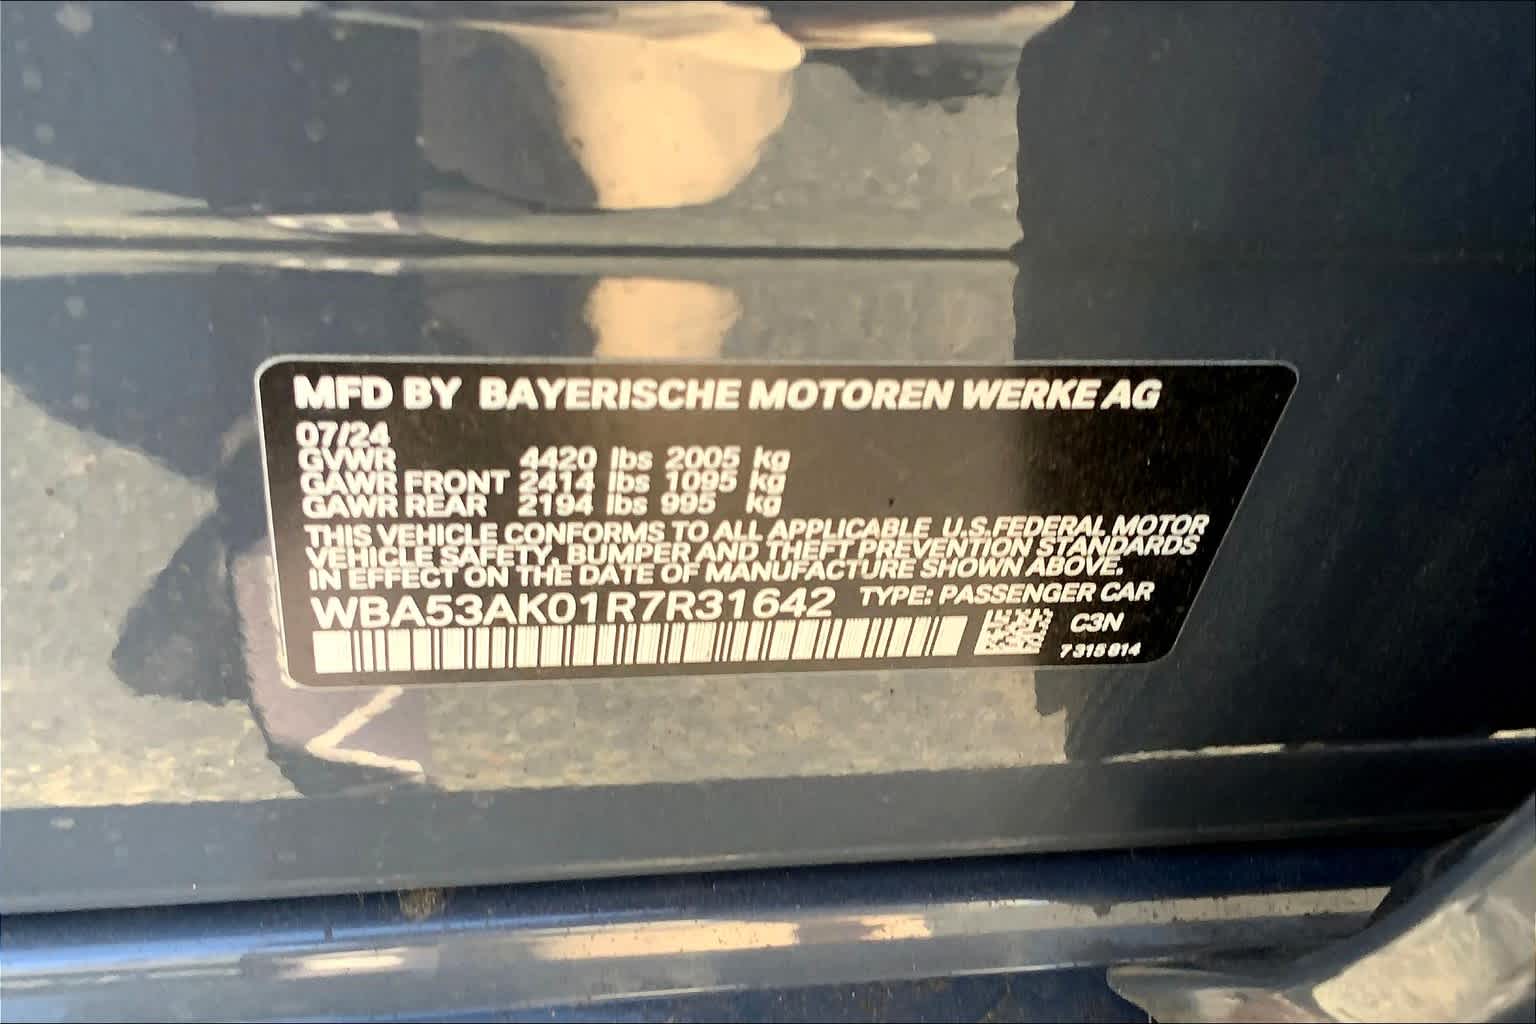 MFD BY BAYERISCHE MOTOREN WERKE AG
07/24
GVWR 4420 lbs 2005 kg
GAWR FRONT 2414 lbs 1095 kg
GAWR REAR 2194 lbs 995 kg
THIS VEHICLE CONFORMS TO ALL APPLICABLE U.S.FEDERAL MOTOR
VEHICLE SAFETY, BUMPER AND THEFT PREVENTION STANDARDS
IN EFFECT ON THE DATE OF MANUFACTURE SHOWN ABOVE.
WBA53AK01R7R31642 TYPE: PASSENGER CAR
C3N
7 315 814